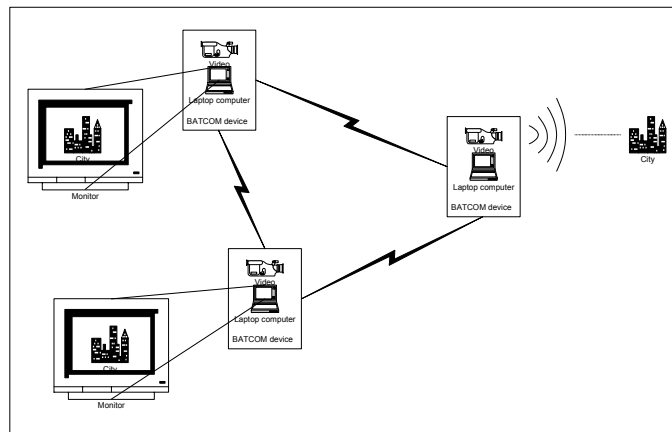 Video
Laptop computer
BATCOM device
City
Monitor
Video
Laptop computer
BATCOM device
City
Video
Laptop computer
BATCOM device
City
Monitor